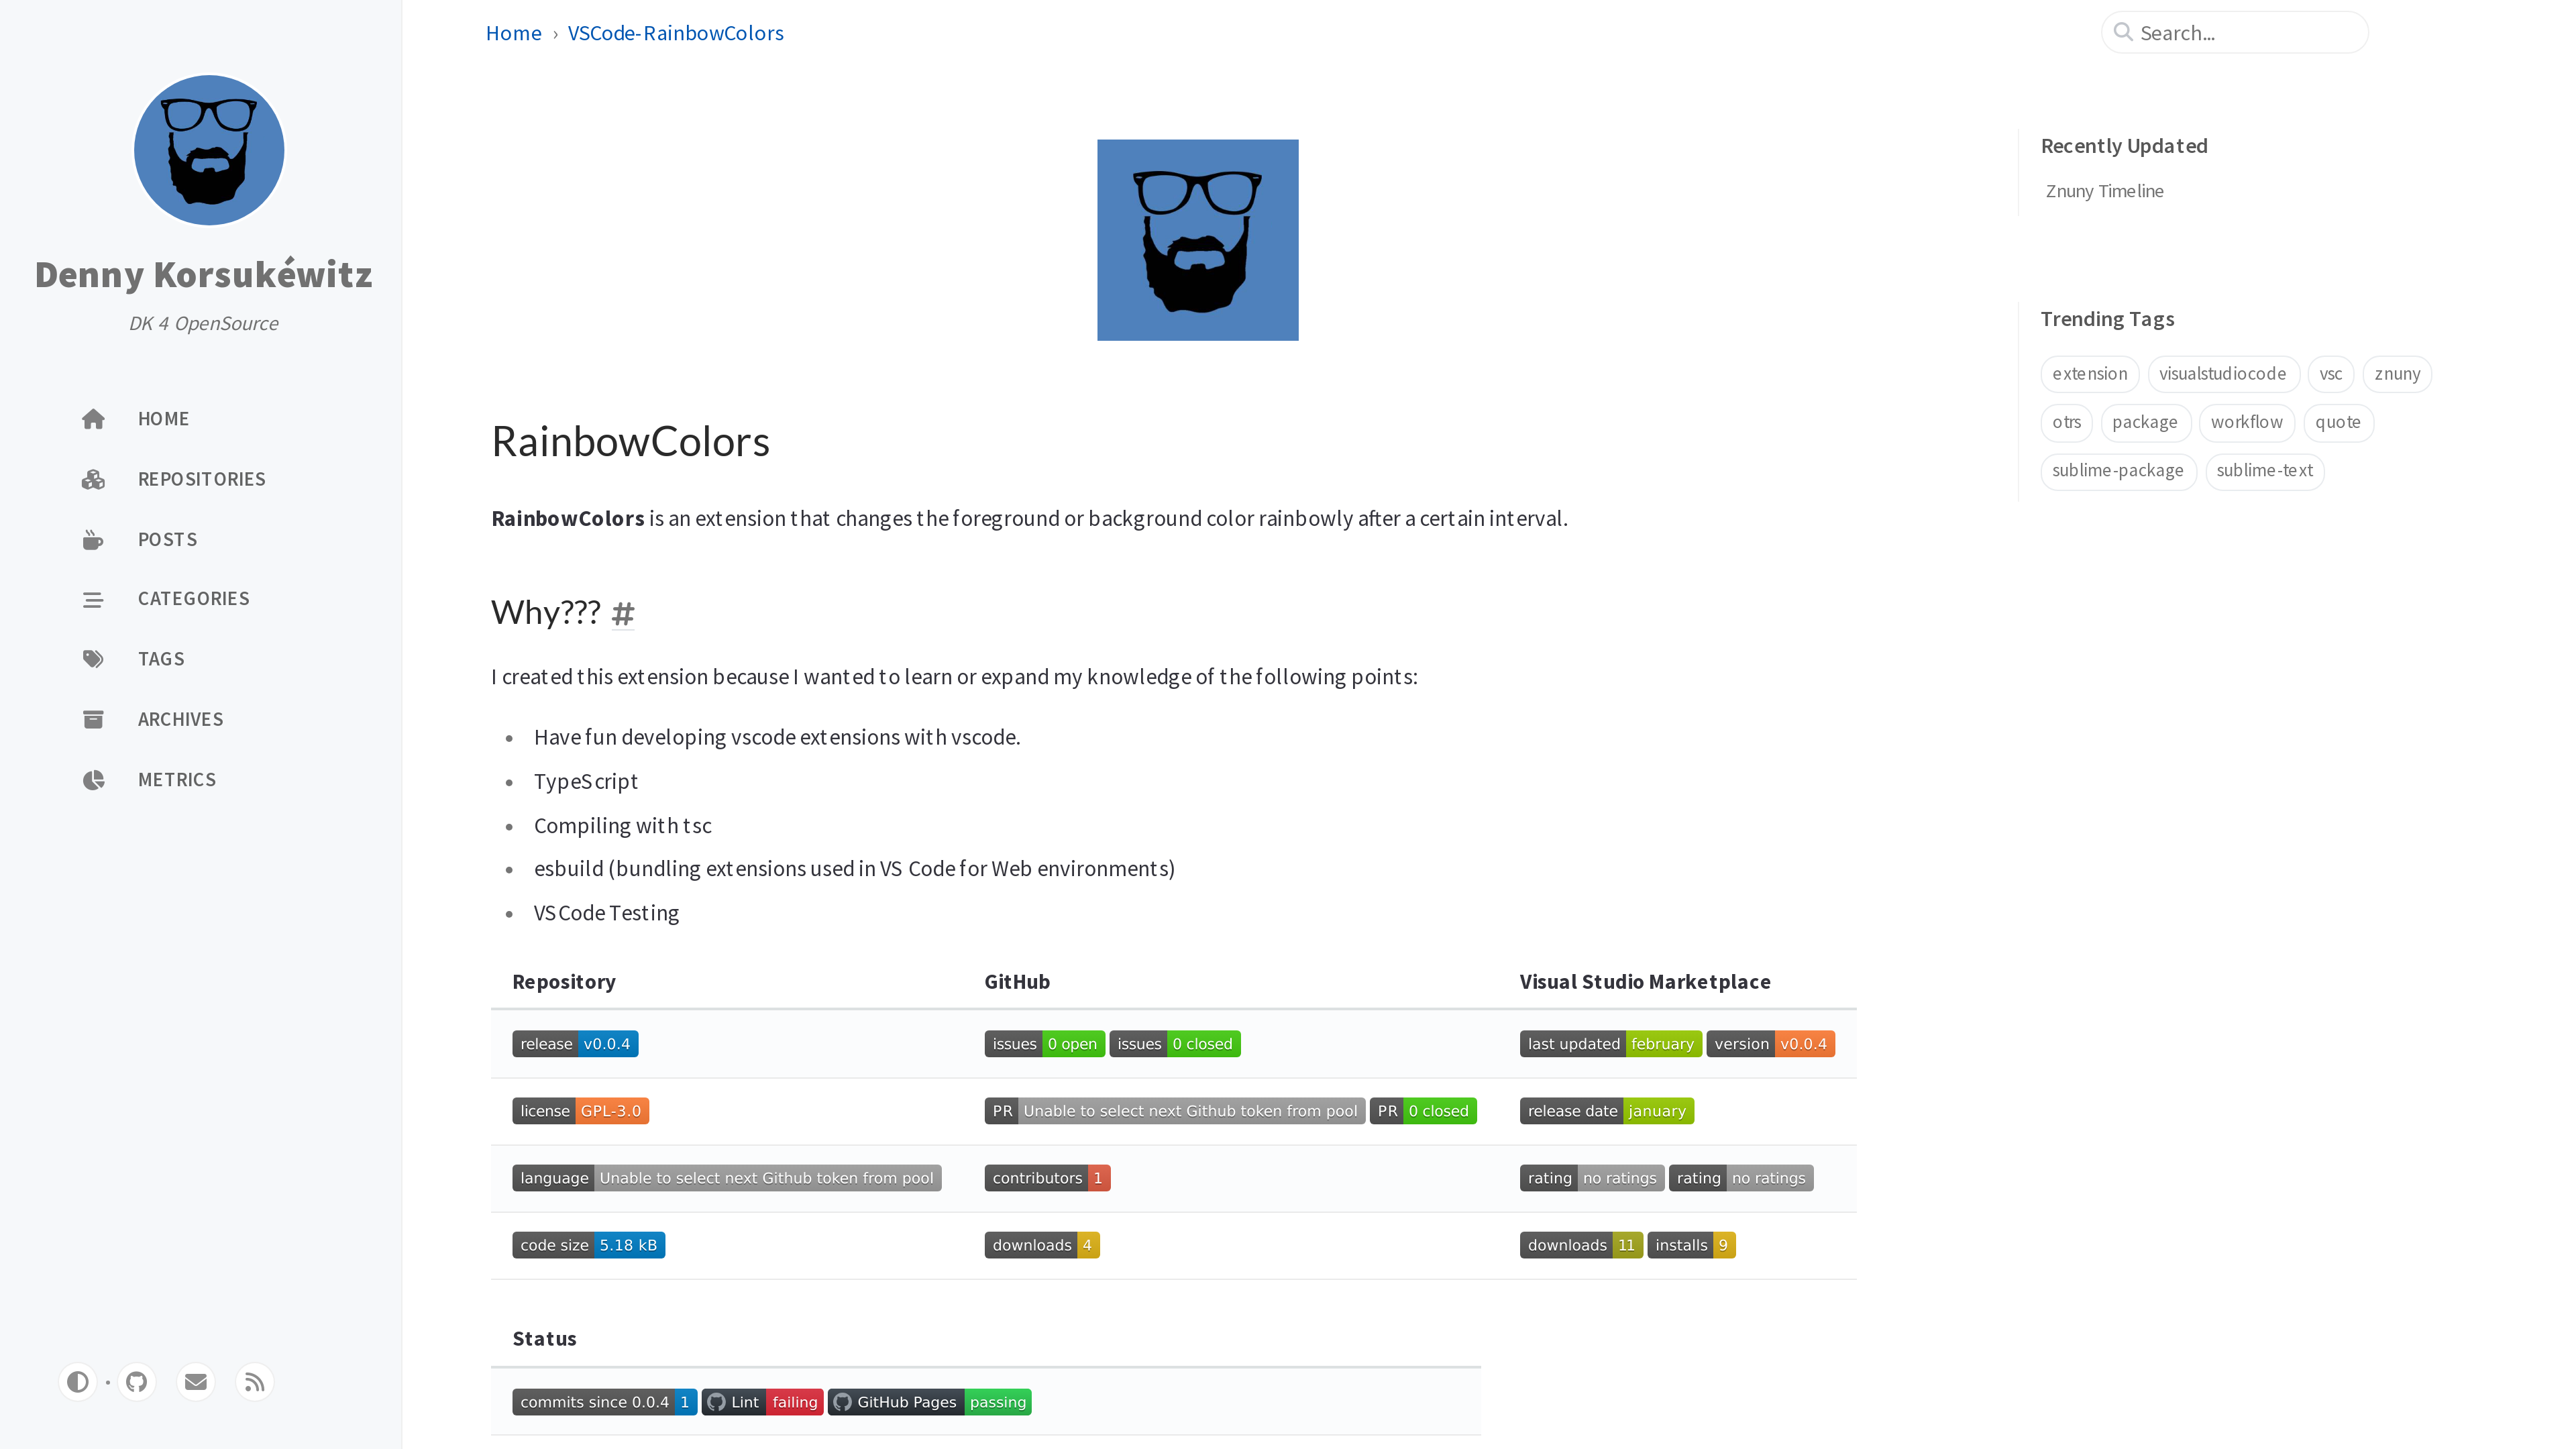 Denny Korsukéwitz
DK 4 OpenSource
HOME
REPOSITORIES
POSTS
CATEGORIES
TAGS
ARCHIVES
METRICS
Home › VSCode-RainbowColors
Search...
RainbowColors
RainbowColors is an extension that changes the foreground or background color rainbowly after a certain interval.
Why??? #
I created this extension because I wanted to learn or expand my knowledge of the following points:
• Have fun developing vscode extensions with vscode.
• TypeScript
• Compiling with tsc
• esbuild (bundling extensions used in VS Code for Web environments)
• VSCode Testing
Repository GitHub Visual Studio Marketplace
release v0.0.4 issues 0 open issues 0 closed last updated february version v0.0.4
license GPL-3.0 PR Unable to select next Github token from pool PR 0 closed release date january
language Unable to select next Github token from pool contributors 1 rating no ratings rating no ratings
code size 5.18 kB downloads 4 downloads 11 installs 9
Status
commits since 0.0.4 1 Lint failing GitHub Pages passing
Recently Updated
Znuny Timeline
Trending Tags
extension visualstudiocode vsc znuny
otrs package workflow quote
sublime-package sublime-text